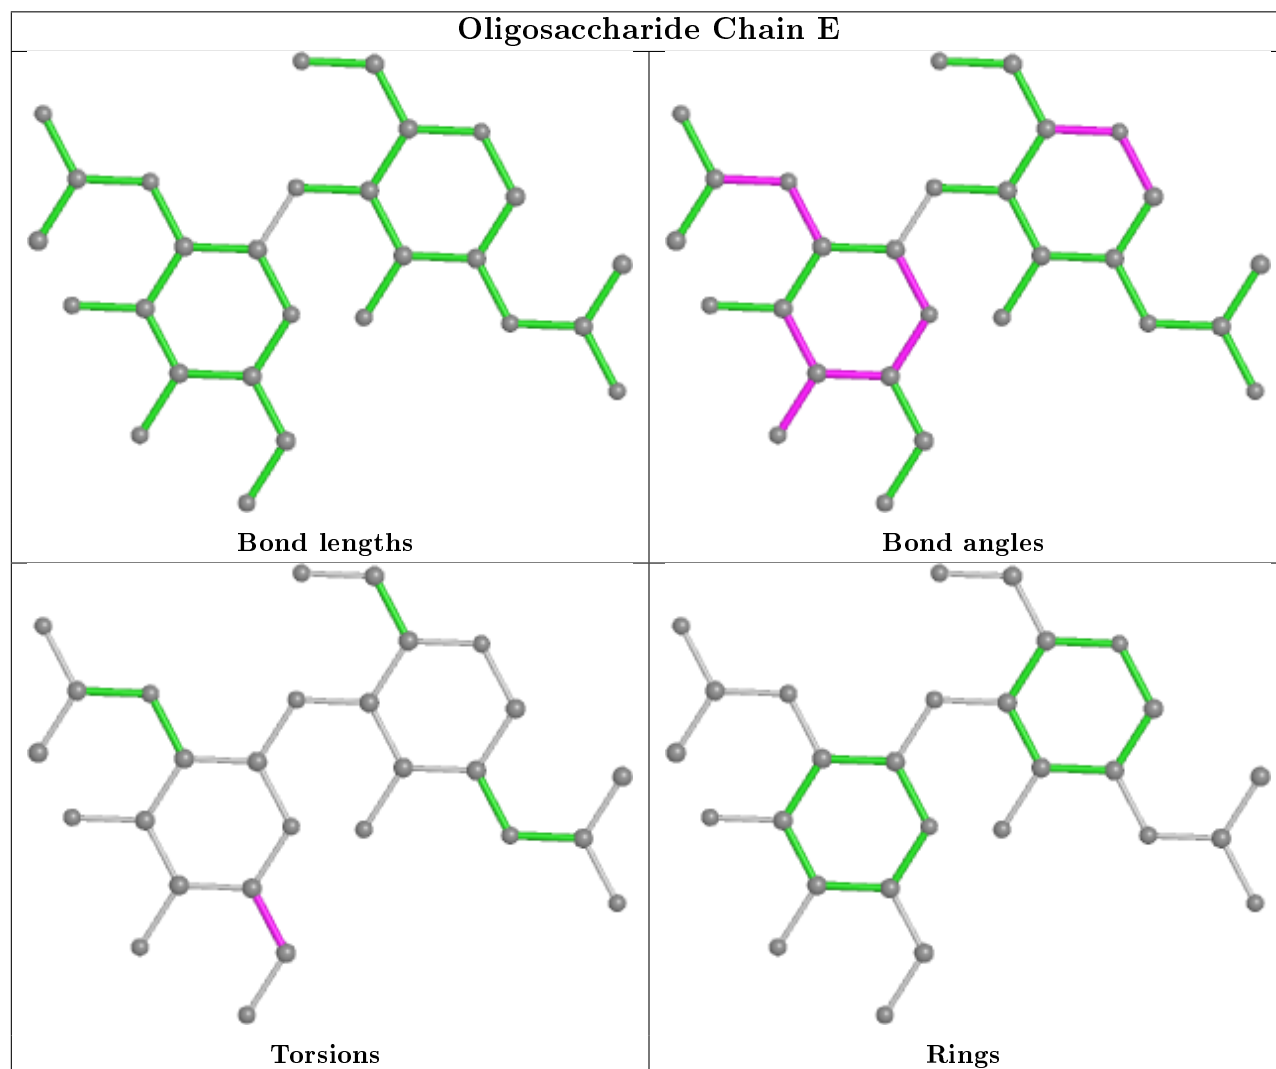 Oligosaccharide Chain E
Bond lengths
Bond angles
Torsions
Rings